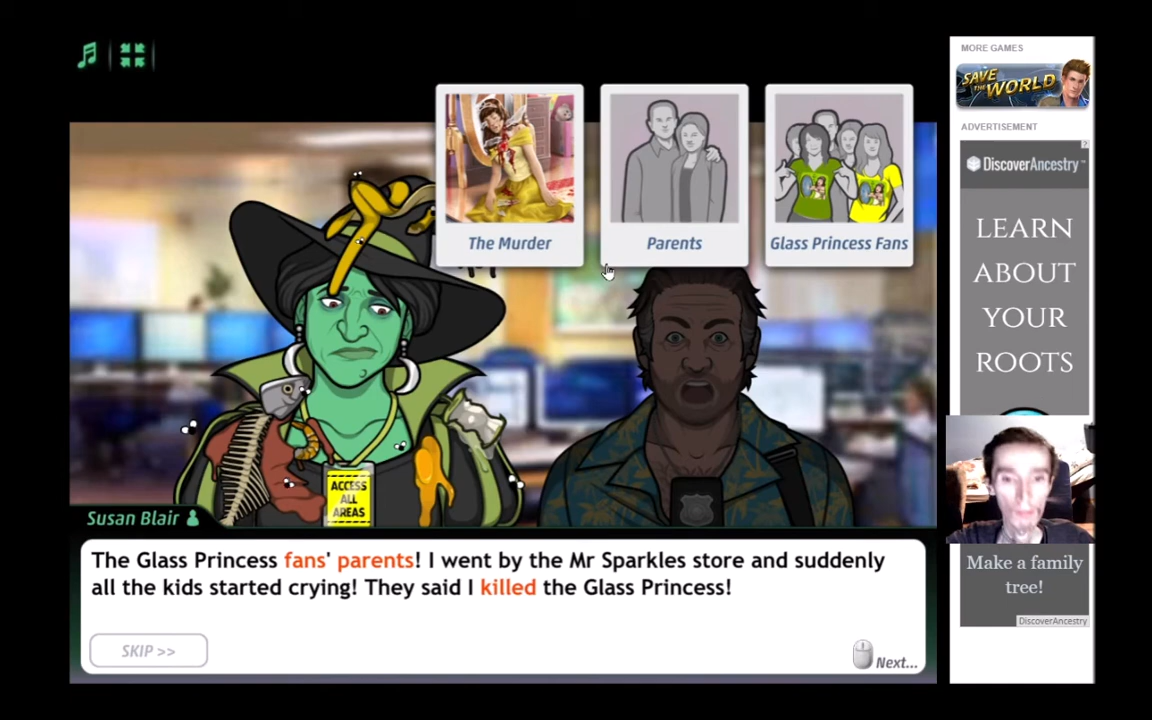 MORE GAMES
SAVE
THE WORLD
ADVERTISEMENT
DiscoverAncestry
LEARN
ABOUT
YOUR
ROOTS
Make a family
tree!
DiscoverAncestry
The Murder
Parents
Glass Princess Fans
ACCESS
ALL
AREAS
Susan Blair
The Glass Princess fans' parents! I went by the Mr Sparkles store and suddenly
all the kids started crying! They said I killed the Glass Princess!
SKIP >>
Next...